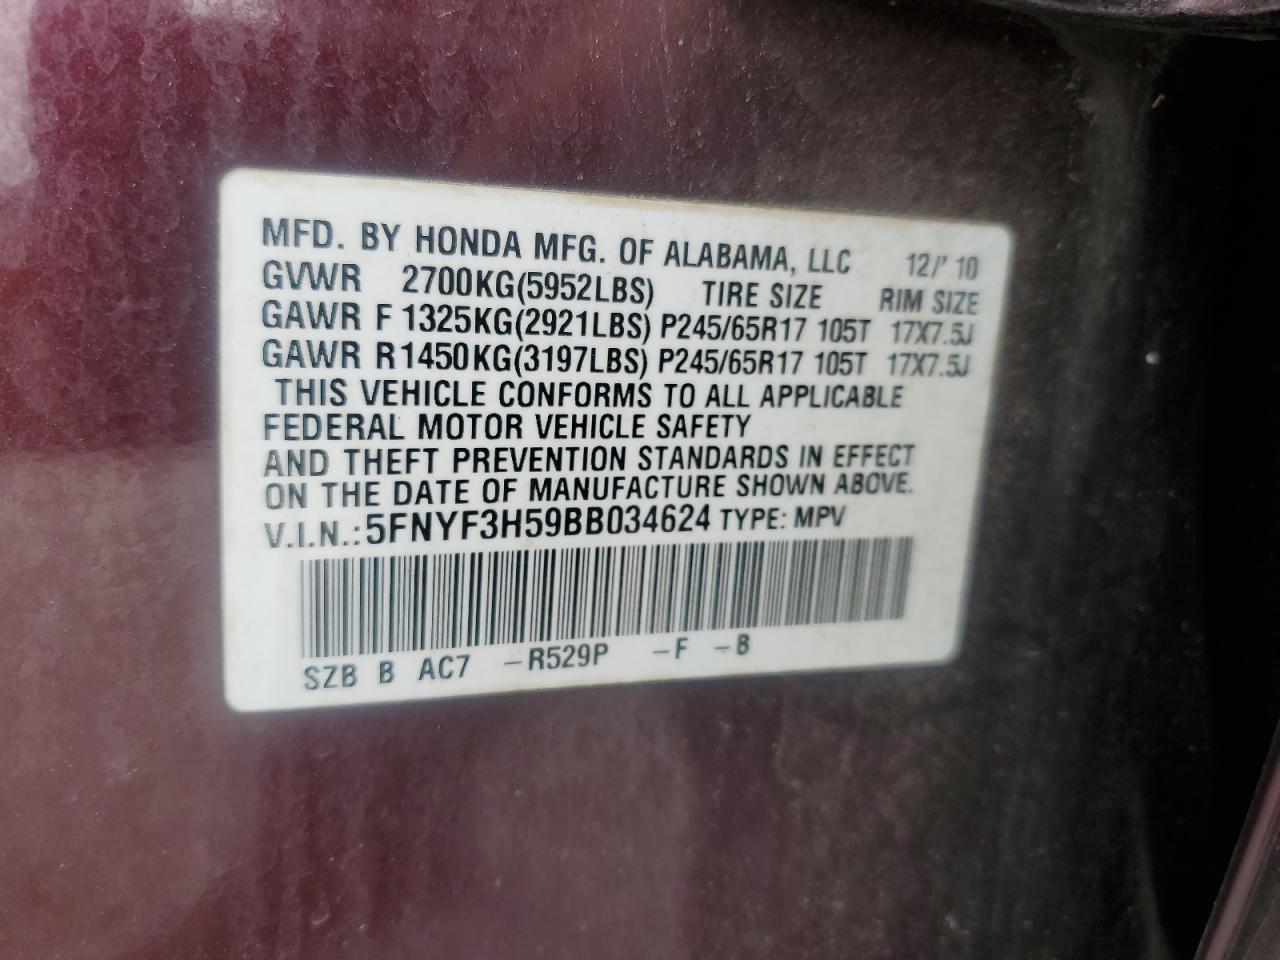 MFD. BY HONDA MFG. OF ALABAMA, LLC 12/' 10
GVWR 2700KG(5952LBS) TIRE SIZE RIM SIZE
GAWR F 1325KG(2921LBS) P245/65R17 105T 17X7.5J
GAWR R1450KG(3197LBS) P245/65R17 105T 17X7.5J
THIS VEHICLE CONFORMS TO ALL APPLICABLE
FEDERAL MOTOR VEHICLE SAFETY
AND THEFT PREVENTION STANDARDS IN EFFECT
ON THE DATE OF MANUFACTURE SHOWN ABOVE.
V.I.N.: 5FNYF3H59BB034624 TYPE: MPV
SZB B AC7 -R529P -F -B